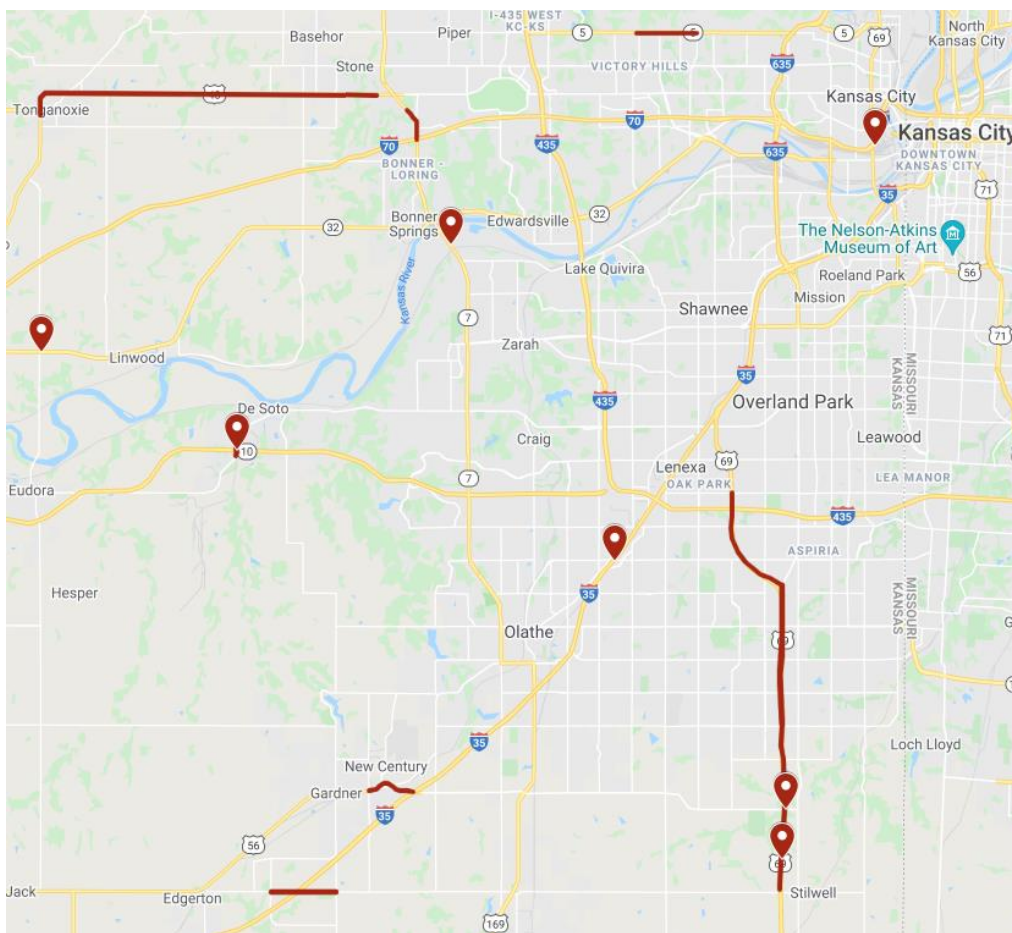 I-435 WEST
KC-KS
69
North
Kansas City
Basehor
Piper
5
5
5
Stone
VICTORY HILLS
635
40
Tonganoxie
Kansas City
70
Kansas City
70
435
635
DOWNTOWN
KANSAS CITY
BONNER -
LORING
35
71
Bonner
Springs
Edwardsville
32
32
The Nelson-Atkins
Museum of Art
Kansas River
Lake Quivira
Roeland Park
56
Mission
Shawnee
7
71
Linwood
Zarah
MISSOURI
KANSAS
35
435
Overland Park
De Soto
Craig
Leawood
10
Lenexa
69
OAK PARK
LEA MANOR
Eudora
7
435
ASPIRIA
Hesper
35
MISSOURI
KANSAS
Olathe
69
35
Loch Lloyd
New Century
Gardner
35
56
69
Jack
Edgerton
Stilwell
169